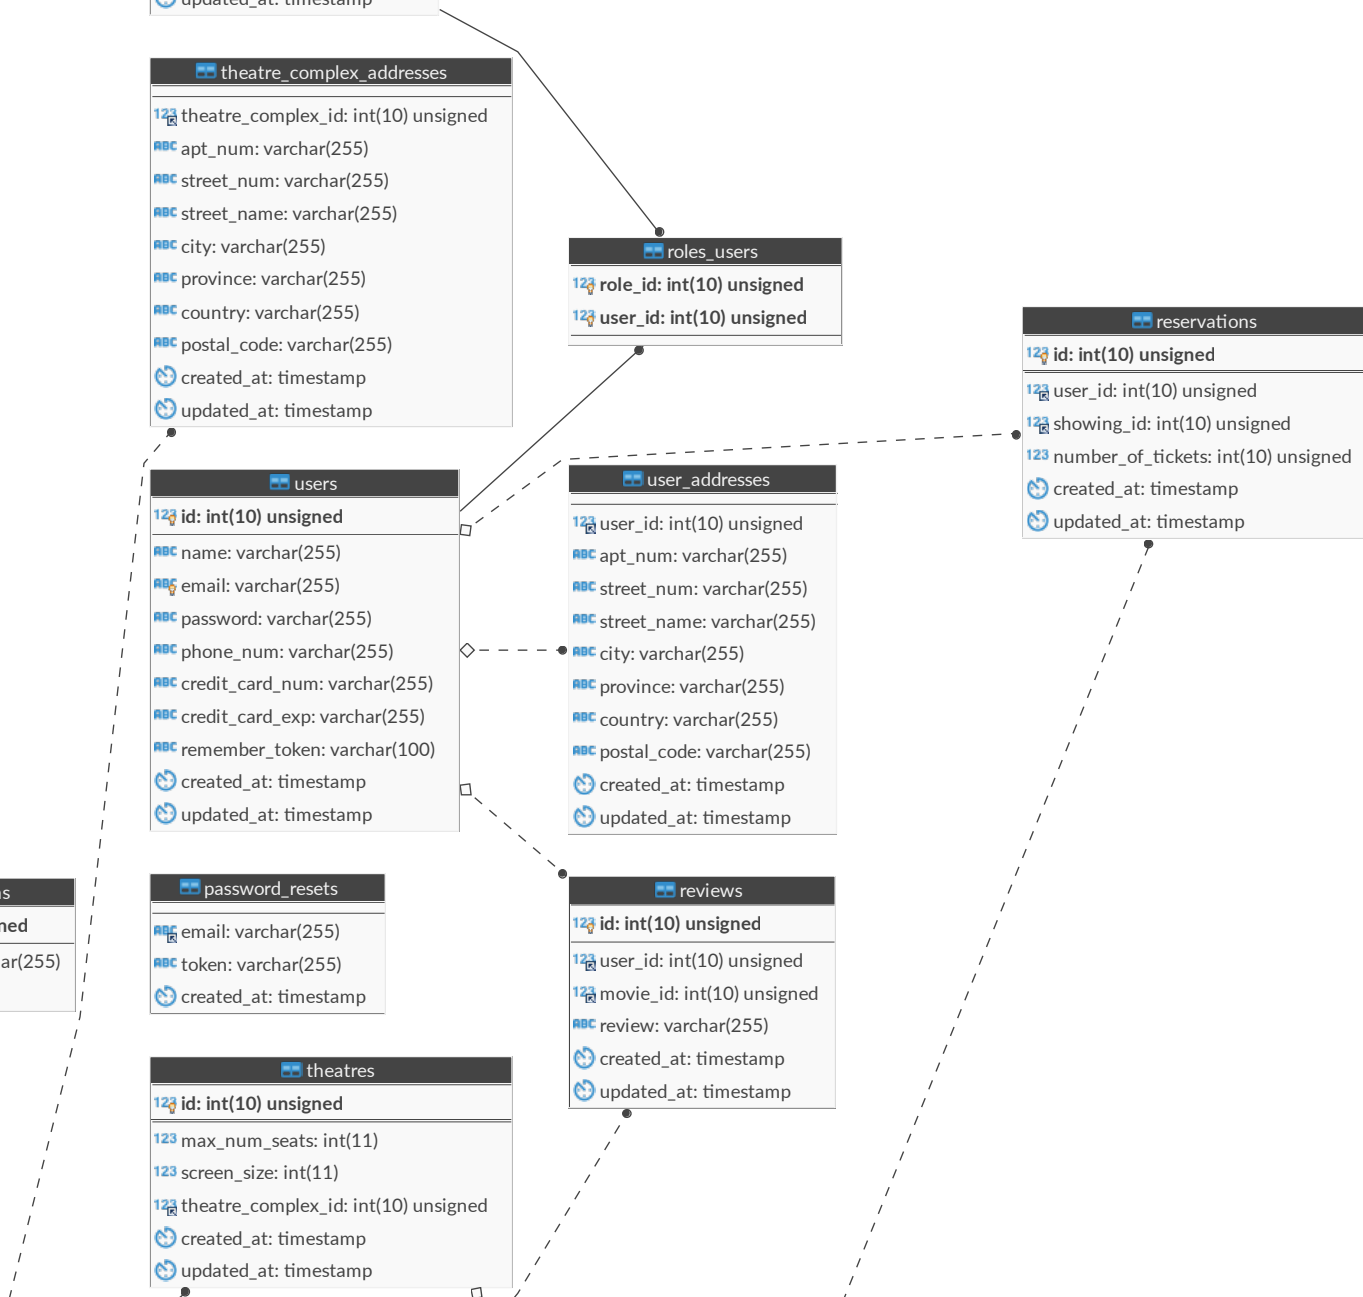 updated_at: timestamp
theatre_complex_addresses
theatre_complex_id: int(10) unsigned
apt_num: varchar(255)
street_num: varchar(255)
street_name: varchar(255)
city: varchar(255)
province: varchar(255)
country: varchar(255)
postal_code: varchar(255)
created_at: timestamp
updated_at: timestamp
roles_users
role_id: int(10) unsigned
user_id: int(10) unsigned
reservations
id: int(10) unsigned
user_id: int(10) unsigned
showing_id: int(10) unsigned
number_of_tickets: int(10) unsigned
created_at: timestamp
updated_at: timestamp
users
id: int(10) unsigned
name: varchar(255)
email: varchar(255)
password: varchar(255)
phone_num: varchar(255)
credit_card_num: varchar(255)
credit_card_exp: varchar(255)
remember_token: varchar(100)
created_at: timestamp
updated_at: timestamp
user_addresses
user_id: int(10) unsigned
apt_num: varchar(255)
street_num: varchar(255)
street_name: varchar(255)
city: varchar(255)
province: varchar(255)
country: varchar(255)
postal_code: varchar(255)
created_at: timestamp
updated_at: timestamp
s
ned
ar(255)
password_resets
email: varchar(255)
token: varchar(255)
created_at: timestamp
reviews
id: int(10) unsigned
user_id: int(10) unsigned
movie_id: int(10) unsigned
review: varchar(255)
created_at: timestamp
updated_at: timestamp
theatres
id: int(10) unsigned
max_num_seats: int(11)
screen_size: int(11)
theatre_complex_id: int(10) unsigned
created_at: timestamp
updated_at: timestamp